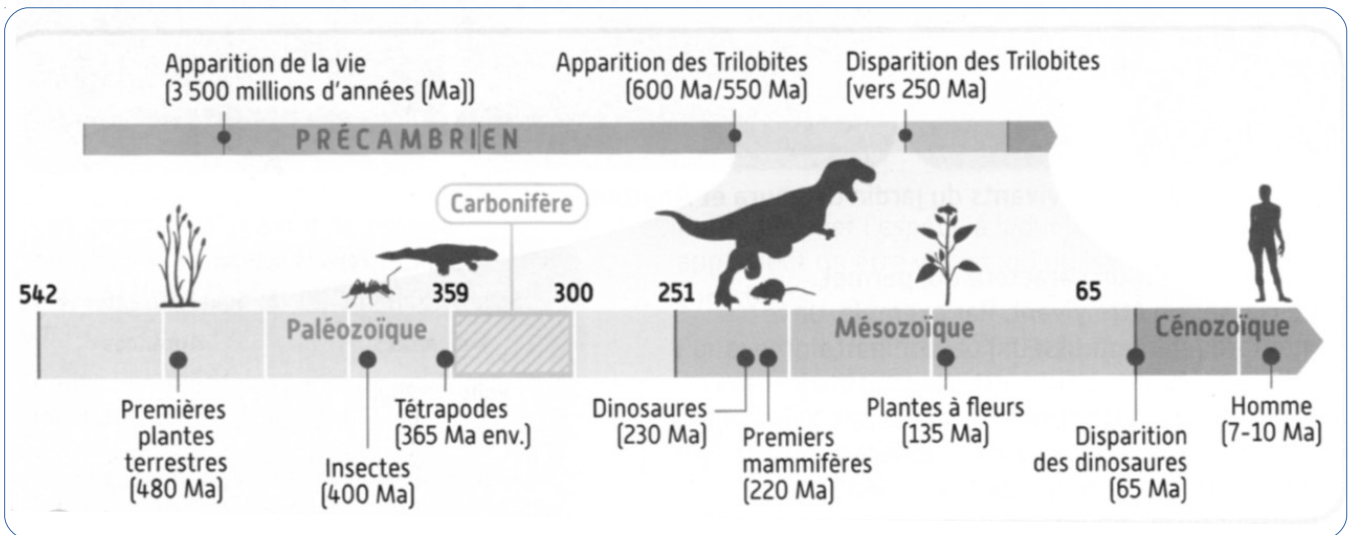 Apparition de la vie
(3 500 millions d'années (Ma))
Apparition des Trilobites
(600 Ma/550 Ma)
Disparition des Trilobites
(vers 250 Ma)
PRÉCAMBRIEN
Carbonifère
542
359
300
251
65
Paléozoïque
Mésozoïque
Cénozoïque
Premières
plantes
terrestres
(480 Ma)
Insectes
(400 Ma)
Tétrapodes
(365 Ma env.)
Dinosaures
(230 Ma)
Premiers
mammifères
(220 Ma)
Plantes à fleurs
(135 Ma)
Disparition
des dinosaures
(65 Ma)
Homme
(7-10 Ma)